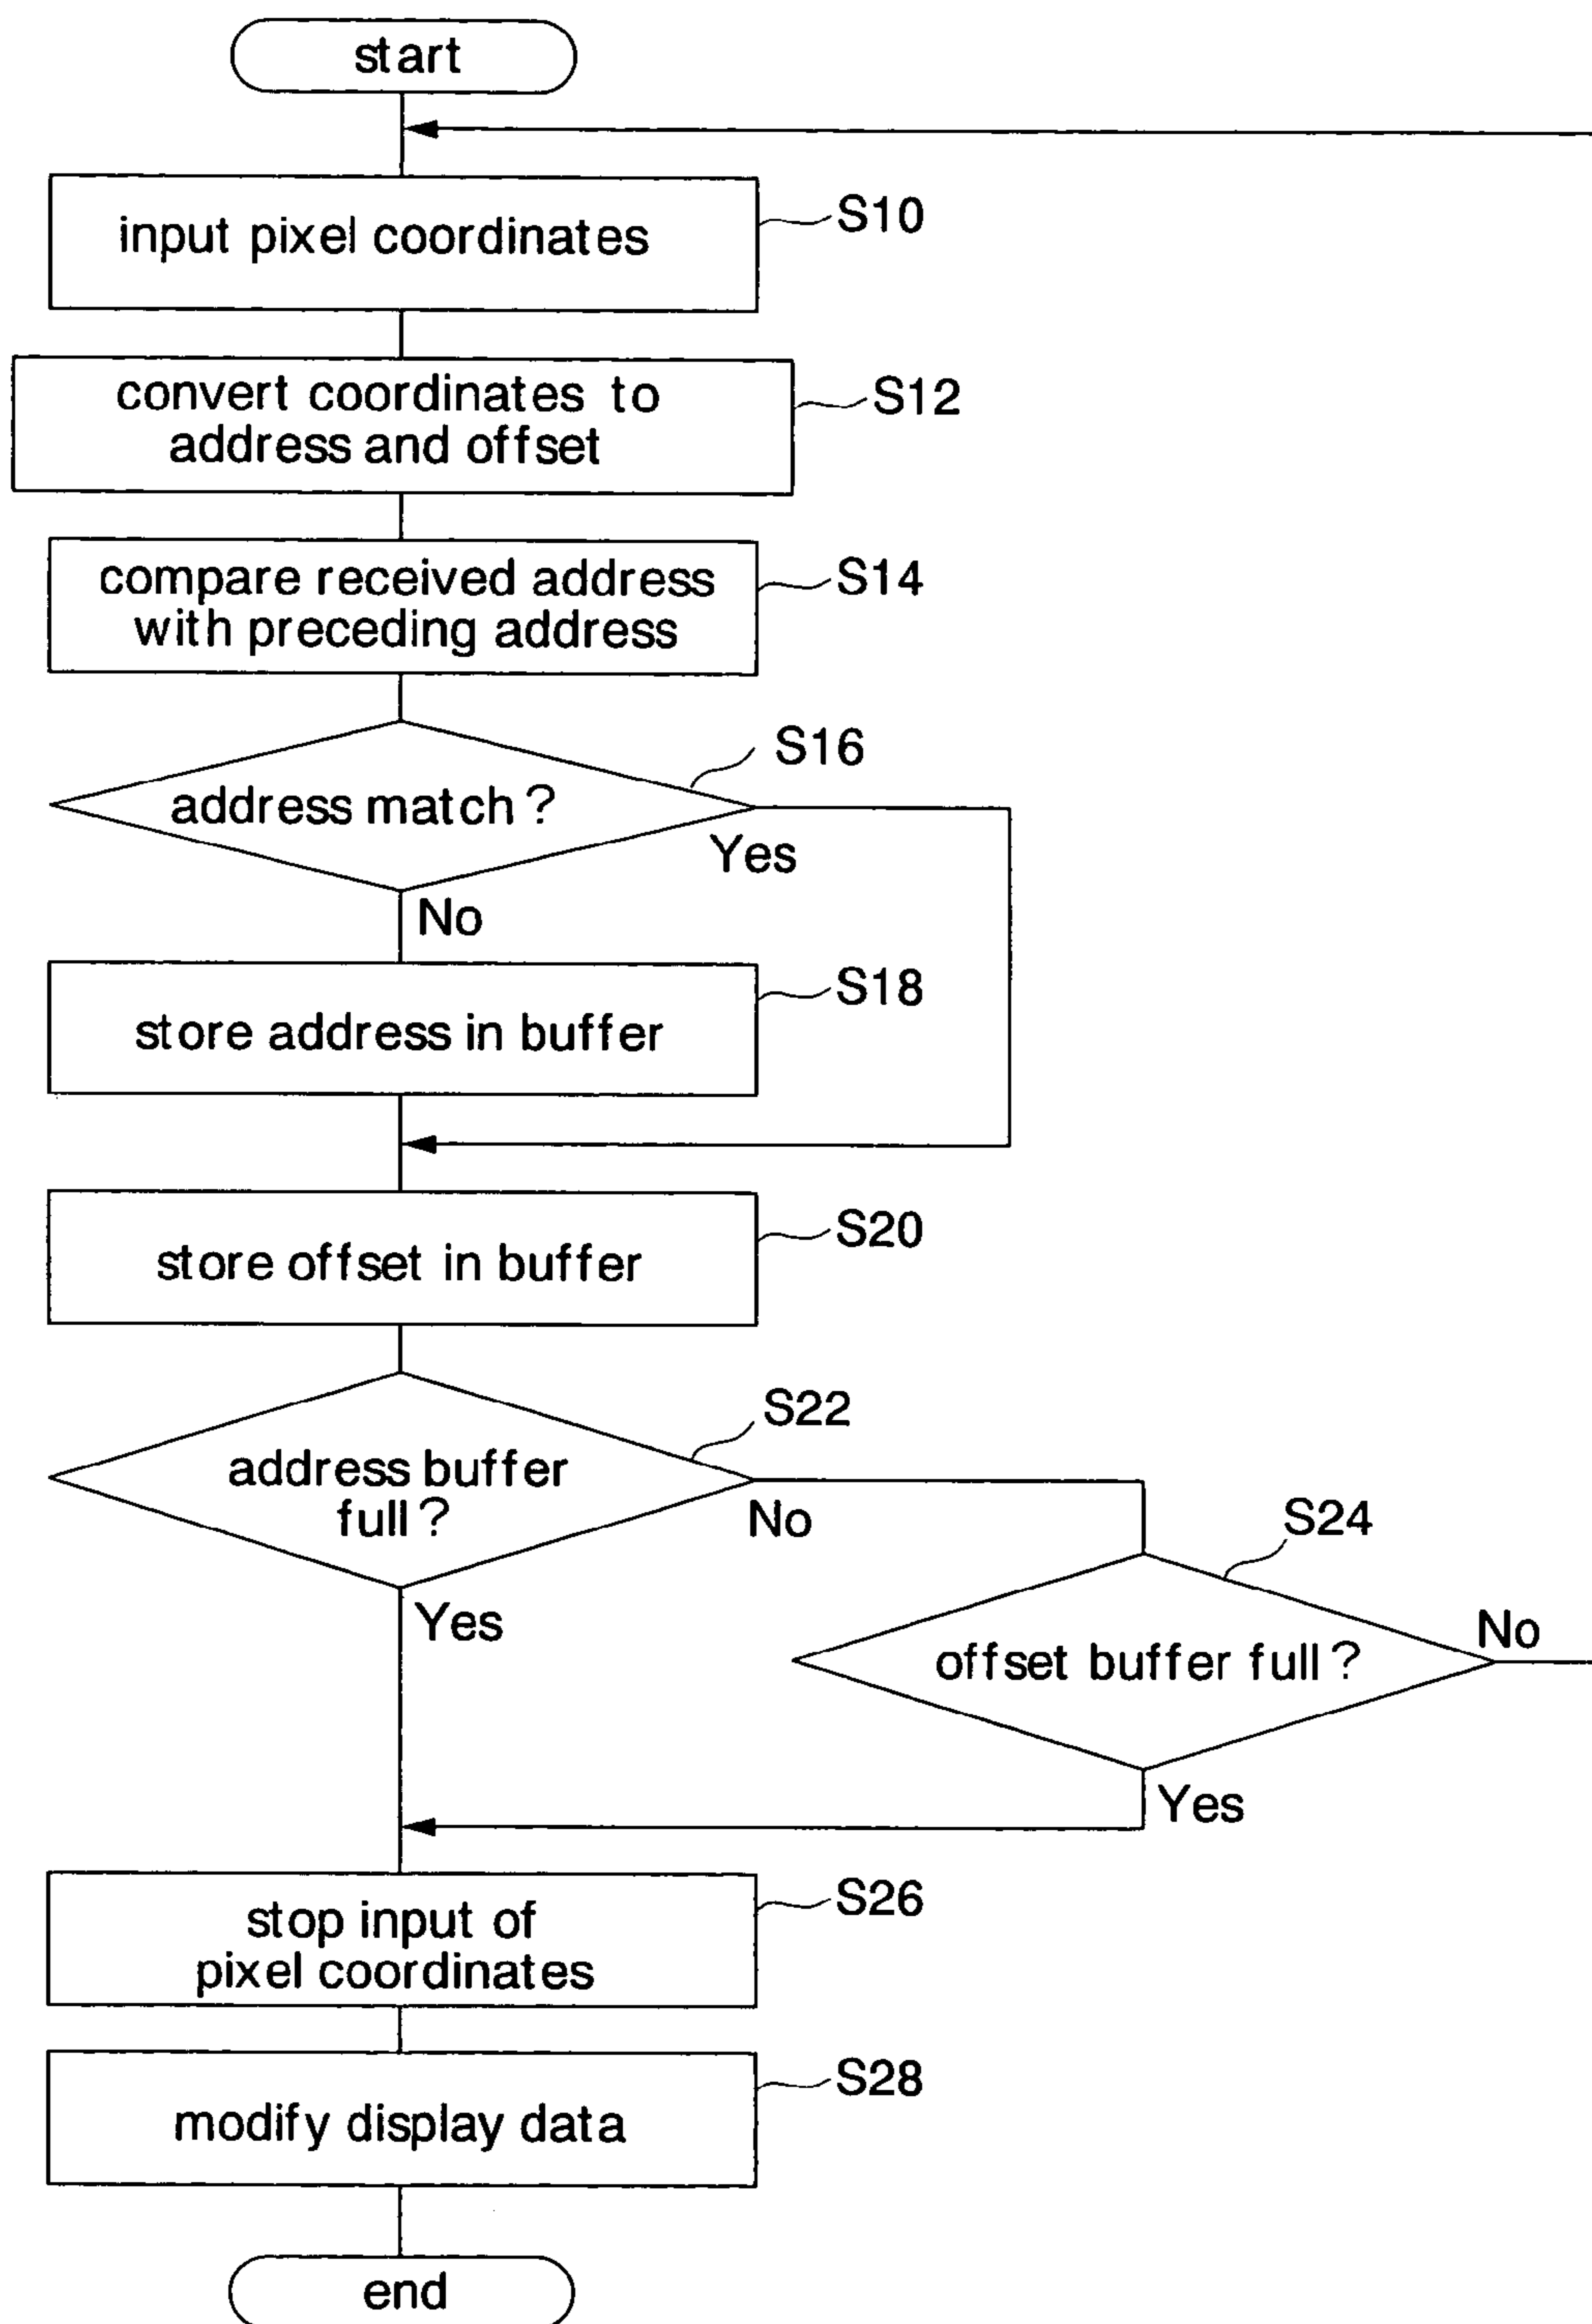 start
input pixel coordinates
S10
convert coordinates to
address and offset
S12
compare received address
with preceding address
S14
S16
address match?
Yes
No
store address in buffer
S18
store offset in buffer
S20
S22
address buffer
full?
No
S24
Yes
offset buffer full?
No
Yes
stop input of
pixel coordinates
S26
modify display data
S28
end